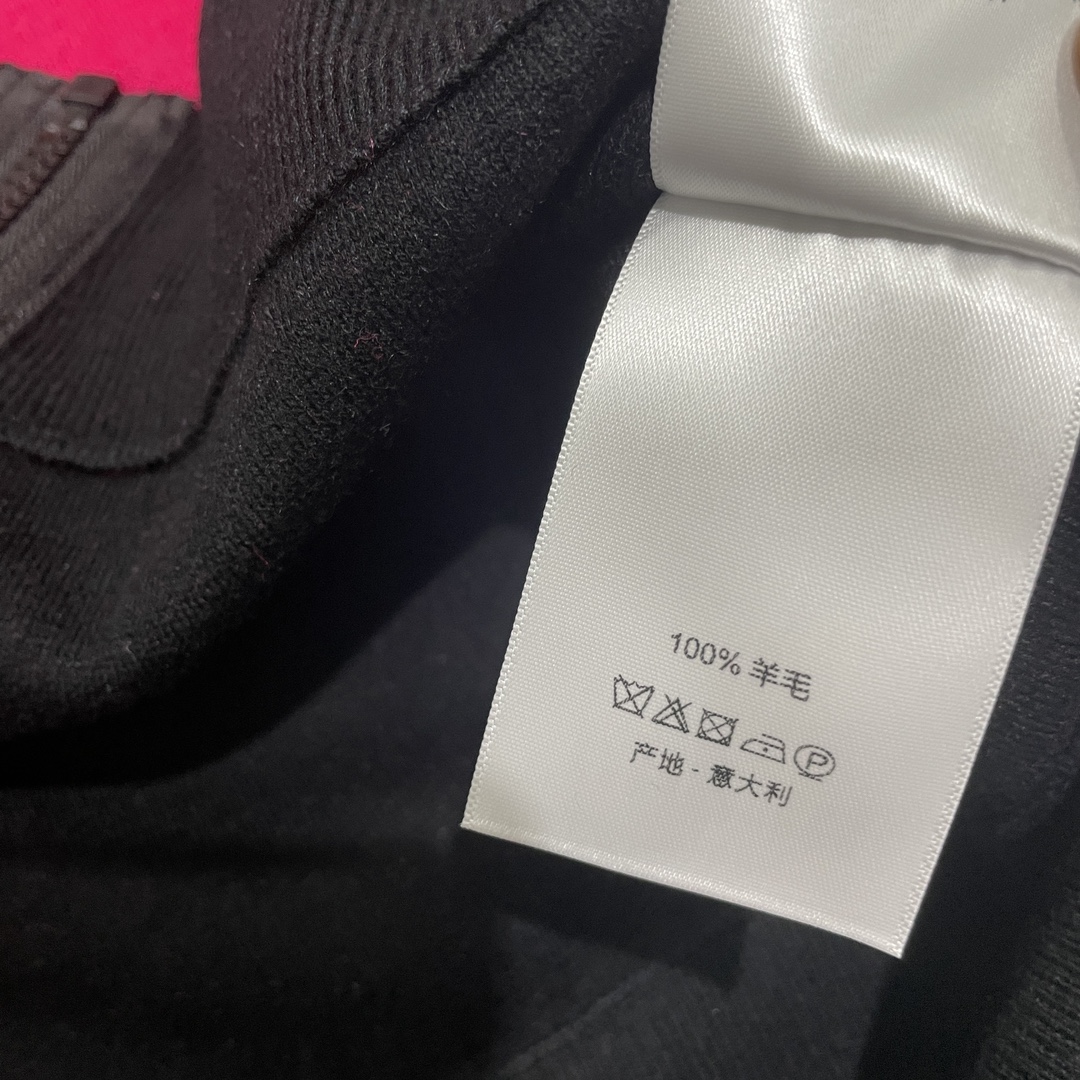 100% 羊毛
P
产地 - 意大利